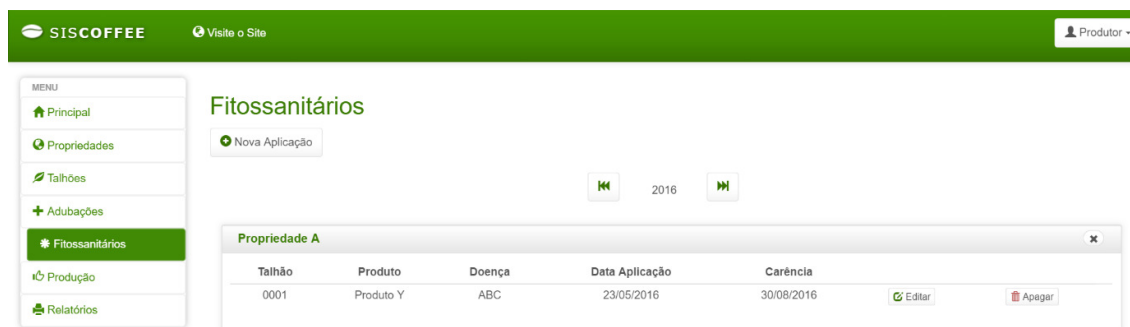 SISCOFFEE Visite o Site Produtor
MENU
Principal
Propriedades
Talhões
Adubações
Fitossanitários
Produção
Relatórios
Fitossanitários
Nova Aplicação
2016
Propriedade A
Talhão Produto Doença Data Aplicação Carência
0001 Produto Y ABC 23/05/2016 30/08/2016 Editar Apagar